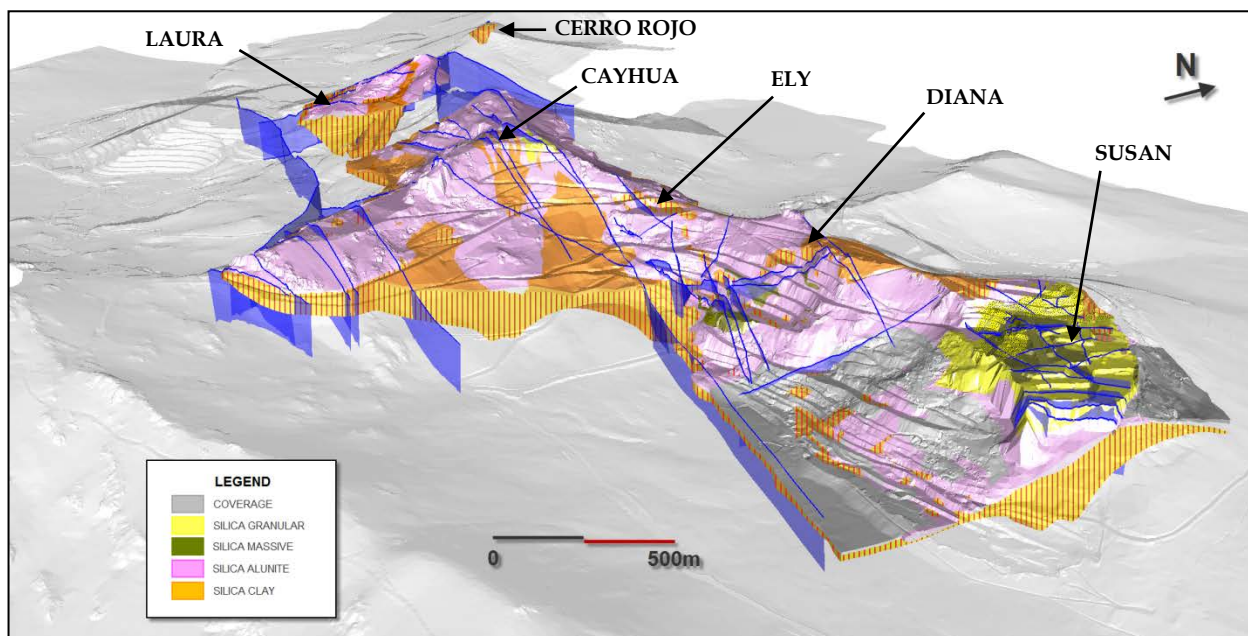 CERRO ROJO
LAURA
CAYHUA
ELY
DIANA
N
SUSAN
LEGEND
COVERAGE
SILICA GRANULAR
SILICA MASSIVE
SILICA ALUNITE
SILICA CLAY
0 500m